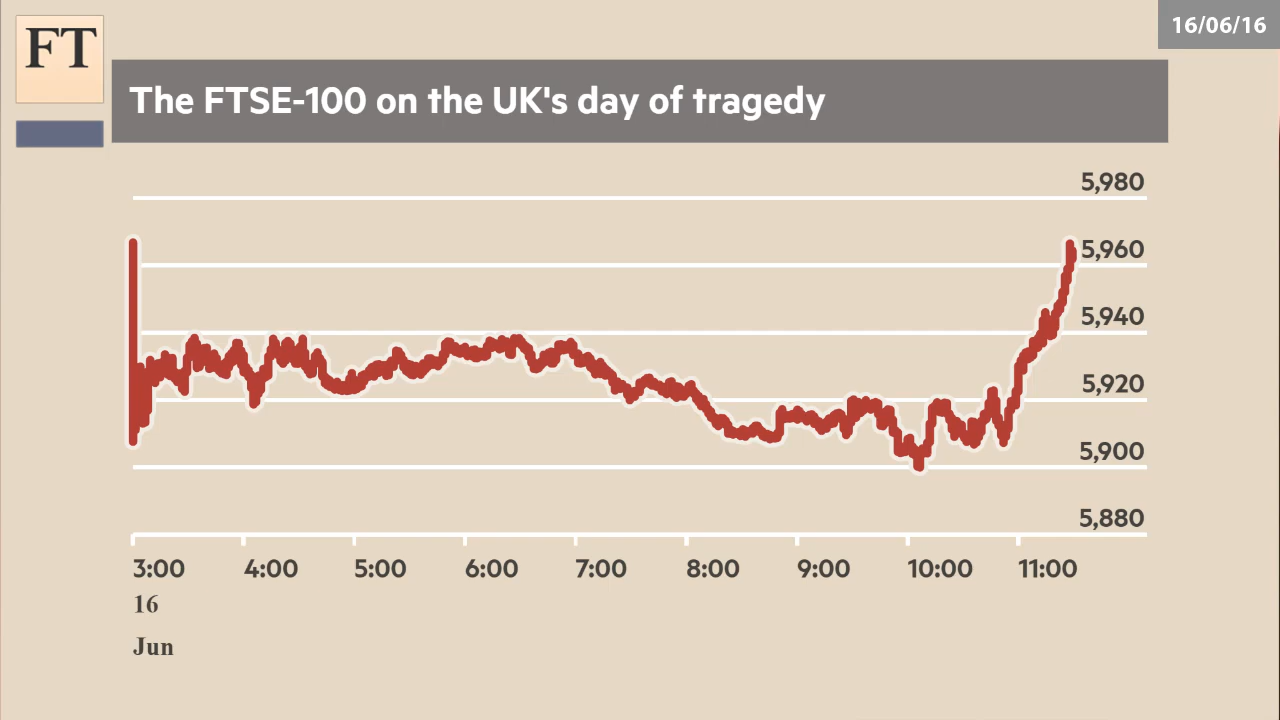 FT
16/06/16
The FTSE-100 on the UK's day of tragedy
5,980
5,960
5,940
5,920
5,900
5,880
3:00 4:00 5:00 6:00 7:00 8:00 9:00 10:00 11:00
16
Jun